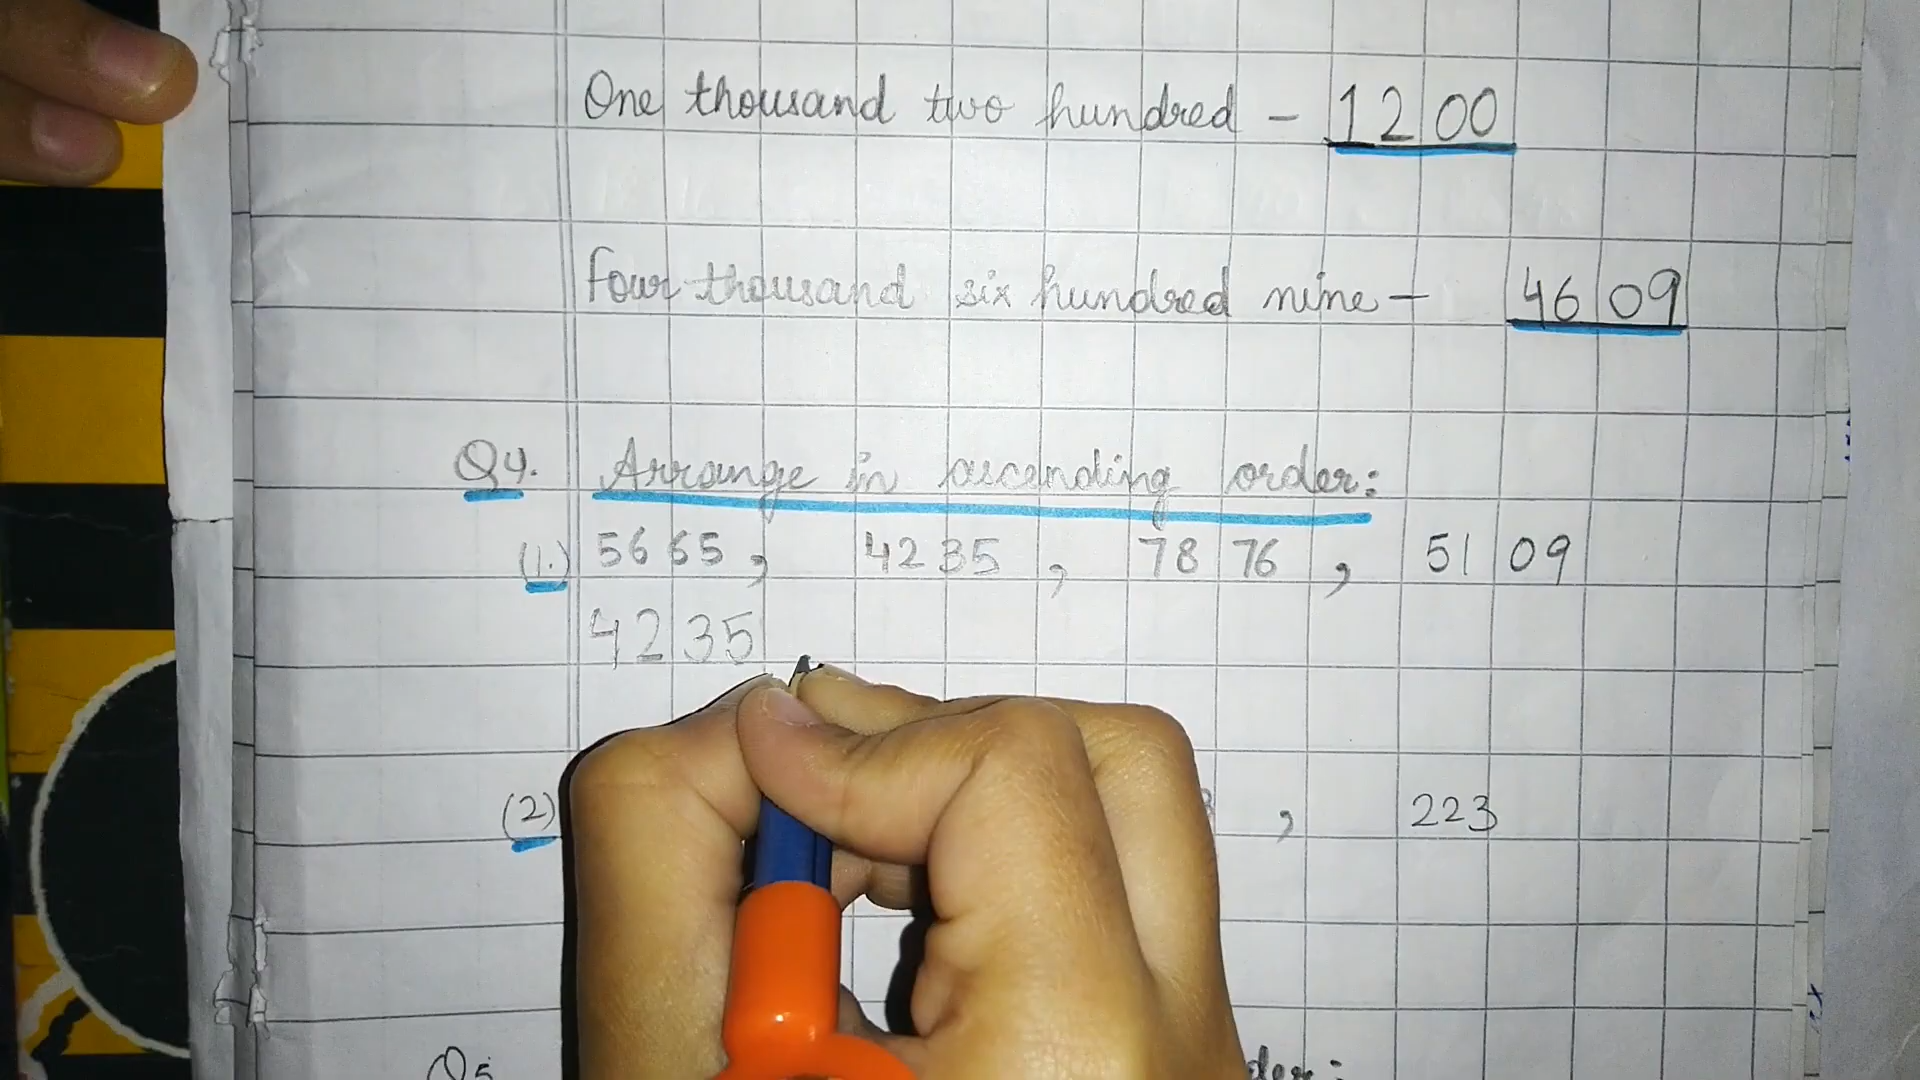 One thousand two hundred - 1200
four thousand six hundred nine - 4609
Q4. Arrange in ascending order:
(1.) 5665, 4235, 7876, 5109
4235
(2) , 223
Q5